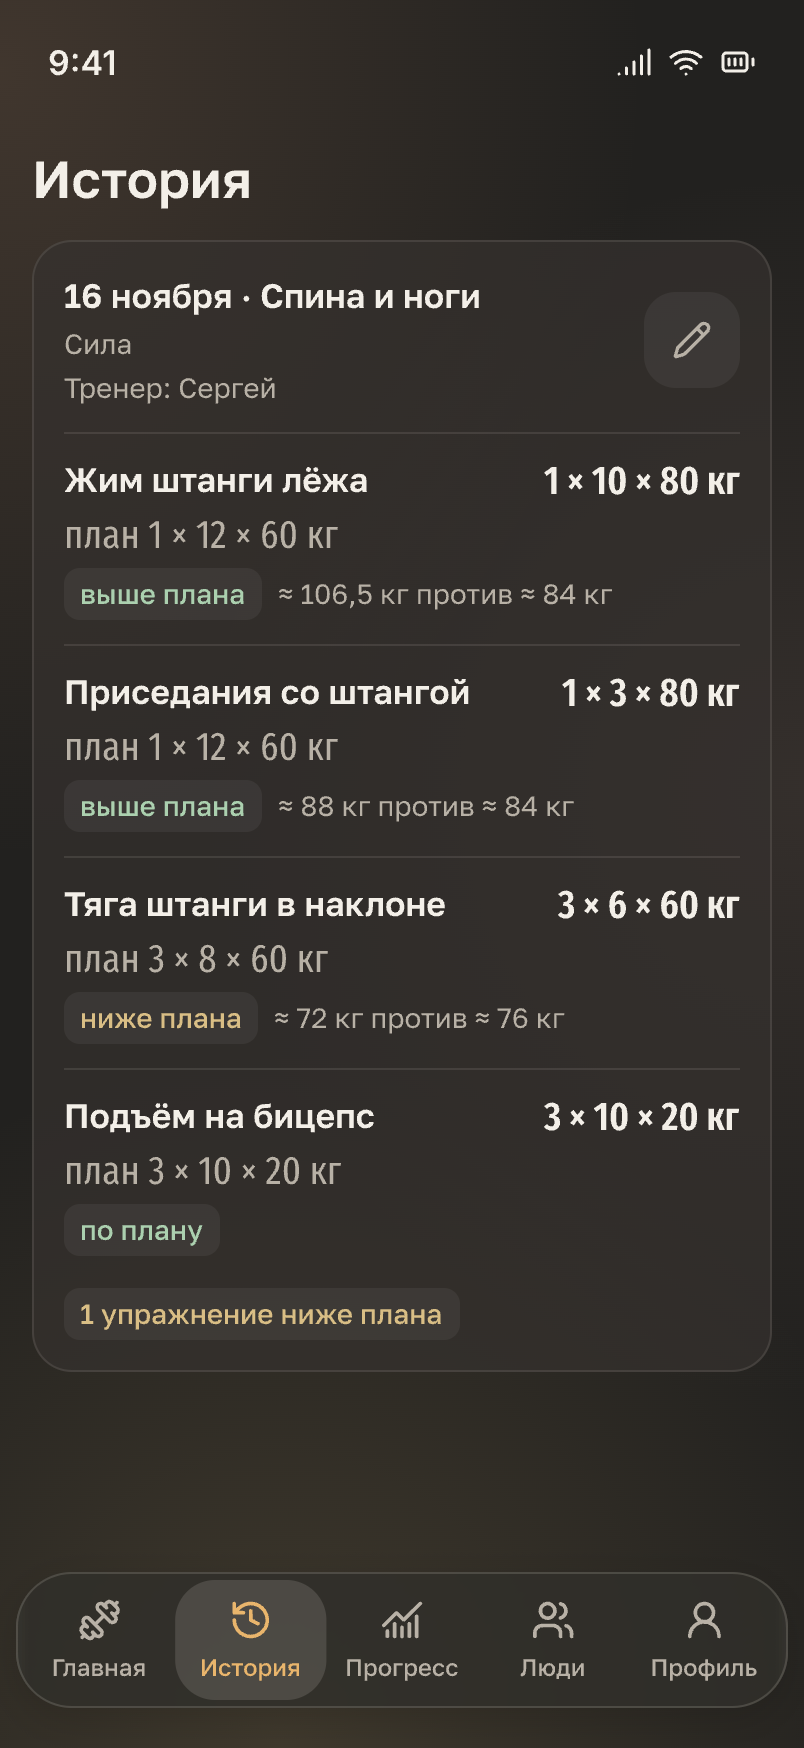 9:41
История
16 ноября · Спина и ноги
Сила
Тренер: Сергей
Жим штанги лёжа 1 × 10 × 80 кг
план 1 × 12 × 60 кг
выше плана ≈ 106,5 кг против ≈ 84 кг
Приседания со штангой 1 × 3 × 80 кг
план 1 × 12 × 60 кг
выше плана ≈ 88 кг против ≈ 84 кг
Тяга штанги в наклоне 3 × 6 × 60 кг
план 3 × 8 × 60 кг
ниже плана ≈ 72 кг против ≈ 76 кг
Подъём на бицепс 3 × 10 × 20 кг
план 3 × 10 × 20 кг
по плану
1 упражнение ниже плана
Главная История Прогресс Люди Профиль